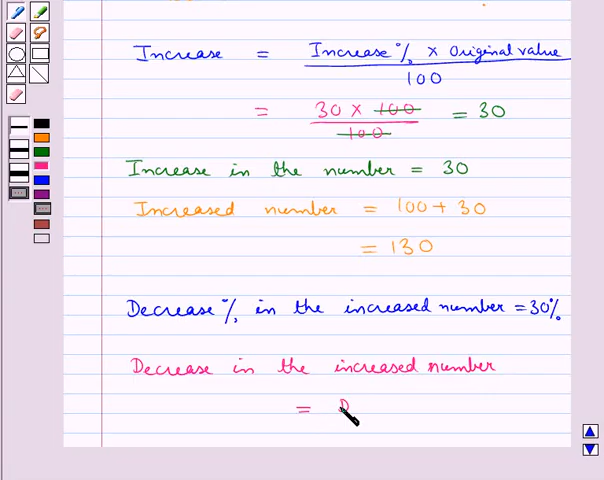 Increase = Increase % × Original value / 100
= 30 × 100 / 100 = 30
Increase in the number = 30
Increased number = 100 + 30
= 130
Decrease % in the increased number = 30%
Decrease in the increased number
=